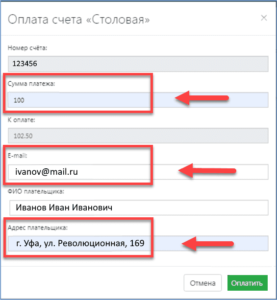 Оплата счета «Столовая»
×
Номер счёта:
123456
Сумма платежа:
100
К оплате:
102.50
E-mail:
ivanov@mail.ru
ФИО плательщика:
Иванов Иван Иванович
Адрес плательщика:
г. Уфа, ул. Революционная, 169
Отмена
Оплатить